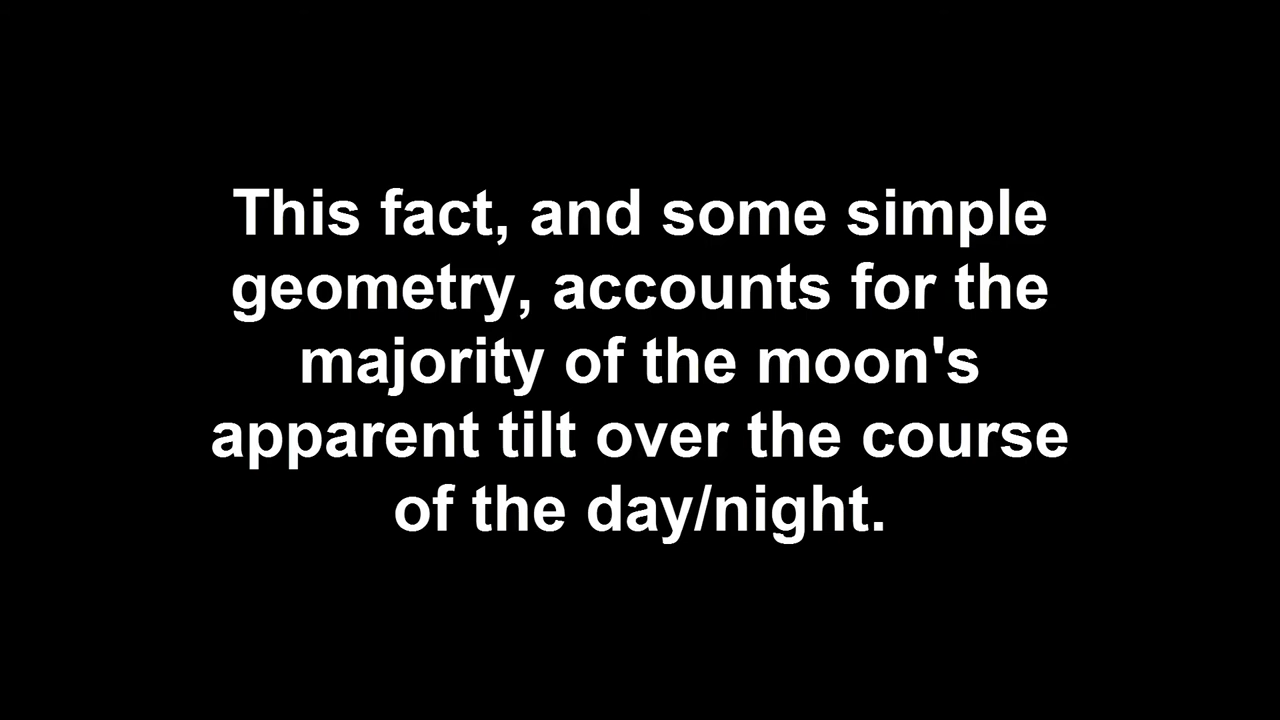 This fact, and some simple
geometry, accounts for the
majority of the moon's
apparent tilt over the course
of the day/night.